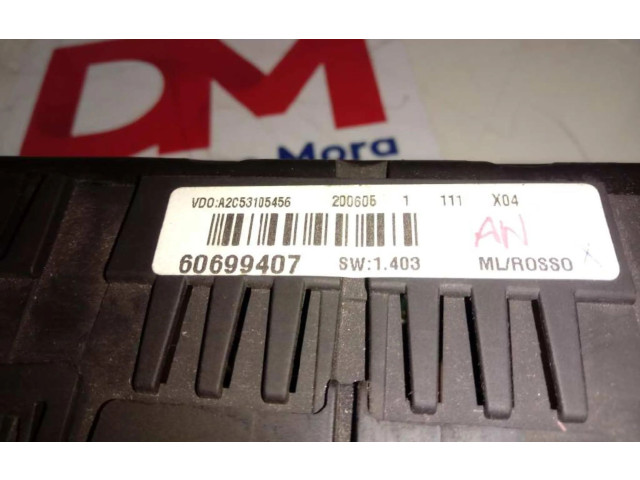 DM
Mora
VDO:A2C53105456 200605 1 111 X04
AN
60699407 SW:1.403 ML/ROSSO X